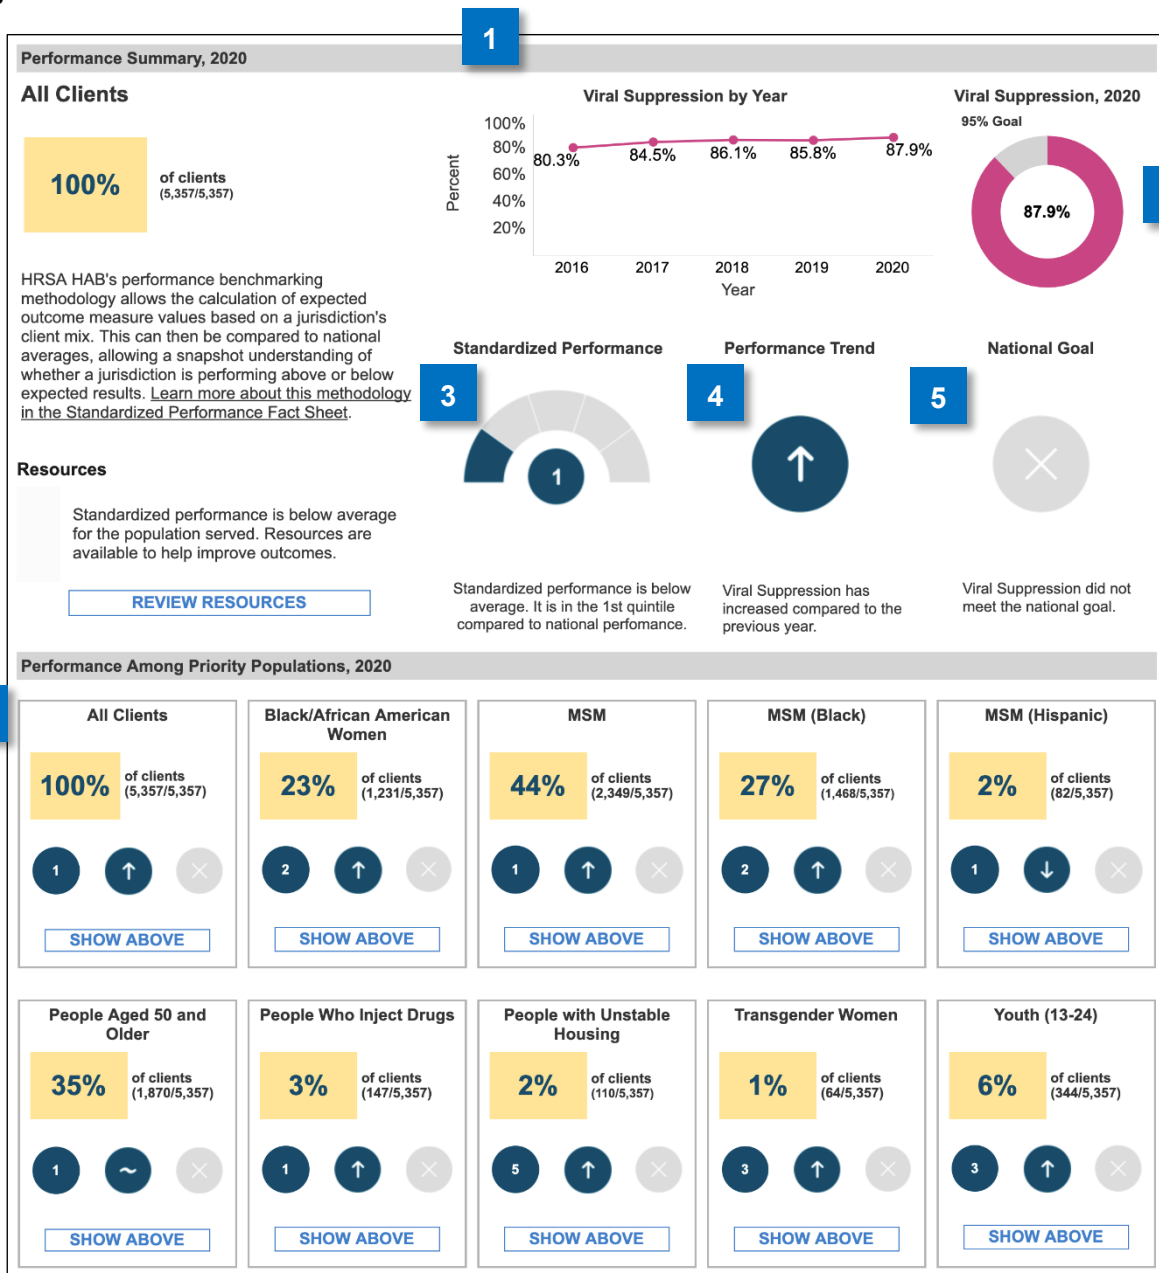 1
Performance Summary, 2020
All Clients
100%
of clients
(5,357/5,357)
HRSA HAB's performance benchmarking
methodology allows the calculation of expected
outcome measure values based on a jurisdiction's
client mix. This can then be compared to national
averages, allowing a snapshot understanding of
whether a jurisdiction is performing above or below
expected results. Learn more about this methodology
in the Standardized Performance Fact Sheet.
Resources
Standardized performance is below average
for the population served. Resources are
available to help improve outcomes.
REVIEW RESOURCES
Viral Suppression by Year
Percent
100%
80%
60%
40%
20%
80.3%
84.5%
86.1%
85.8%
87.9%
2016
2017
2018
2019
2020
Year
Viral Suppression, 2020
95% Goal
87.9%
Standardized Performance
3
1
Standardized performance is below
average. It is in the 1st quintile
compared to national perfomance.
Performance Trend
4
Viral Suppression has
increased compared to the
previous year.
National Goal
5
Viral Suppression did not
meet the national goal.
Performance Among Priority Populations, 2020
All Clients
100%
of clients
(5,357/5,357)
1
SHOW ABOVE
Black/African American
Women
23%
of clients
(1,231/5,357)
2
SHOW ABOVE
MSM
44%
of clients
(2,349/5,357)
1
SHOW ABOVE
MSM (Black)
27%
of clients
(1,468/5,357)
2
SHOW ABOVE
MSM (Hispanic)
2%
of clients
(82/5,357)
1
SHOW ABOVE
People Aged 50 and
Older
35%
of clients
(1,870/5,357)
1
~
SHOW ABOVE
People Who Inject Drugs
3%
of clients
(147/5,357)
1
SHOW ABOVE
People with Unstable
Housing
2%
of clients
(110/5,357)
5
SHOW ABOVE
Transgender Women
1%
of clients
(64/5,357)
3
SHOW ABOVE
Youth (13-24)
6%
of clients
(344/5,357)
3
SHOW ABOVE